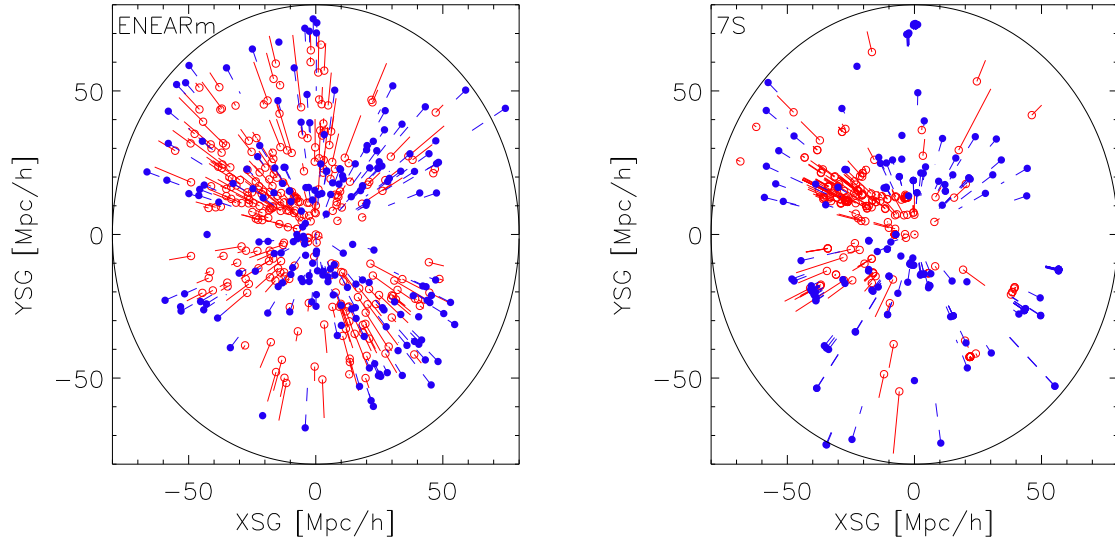 ENEARm
50
0
−50
−50 0 50
XSG [Mpc/h]
YSG [Mpc/h]
7S
50
0
−50
−50 0 50
XSG [Mpc/h]
YSG [Mpc/h]